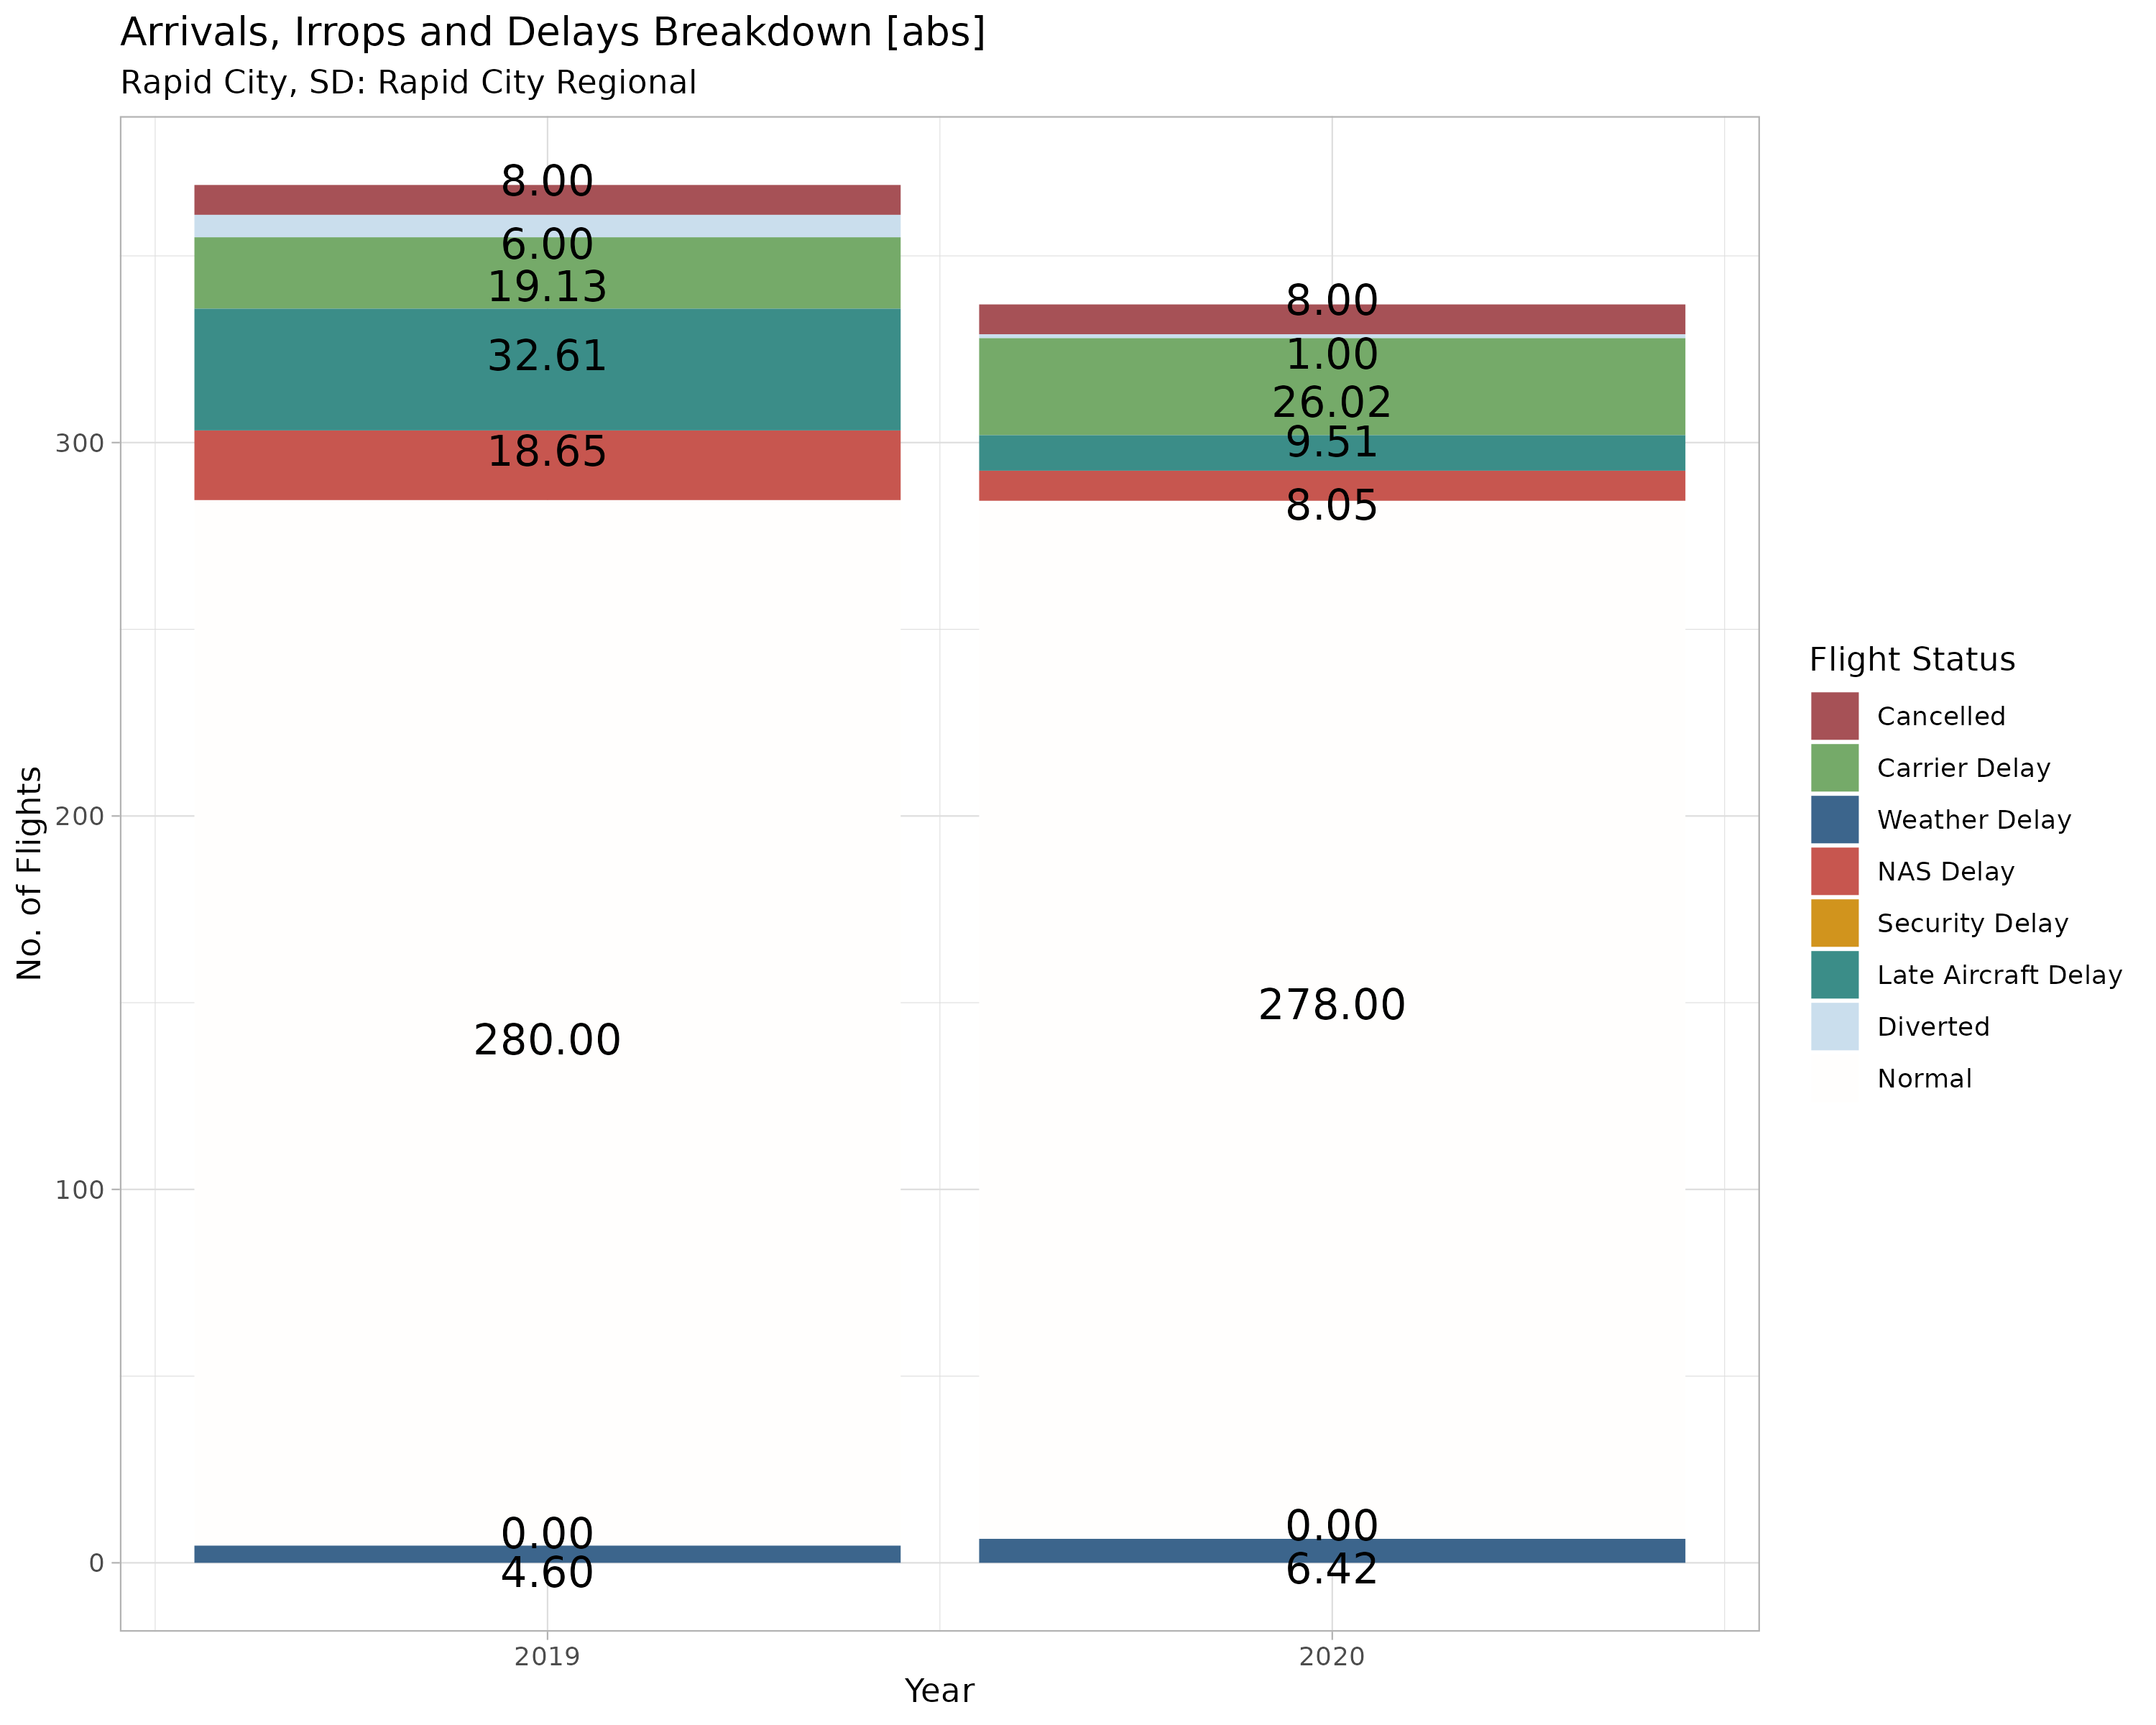 Arrivals, Irrops and Delays Breakdown [abs]
Rapid City, SD: Rapid City Regional
No. of Flights
300
200
100
0
8.00
6.00
19.13
32.61
18.65
280.00
0.00
4.60
8.00
1.00
26.02
9.51
8.05
278.00
0.00
6.42
2019
2020
Year
Flight Status
Cancelled
Carrier Delay
Weather Delay
NAS Delay
Security Delay
Late Aircraft Delay
Diverted
Normal